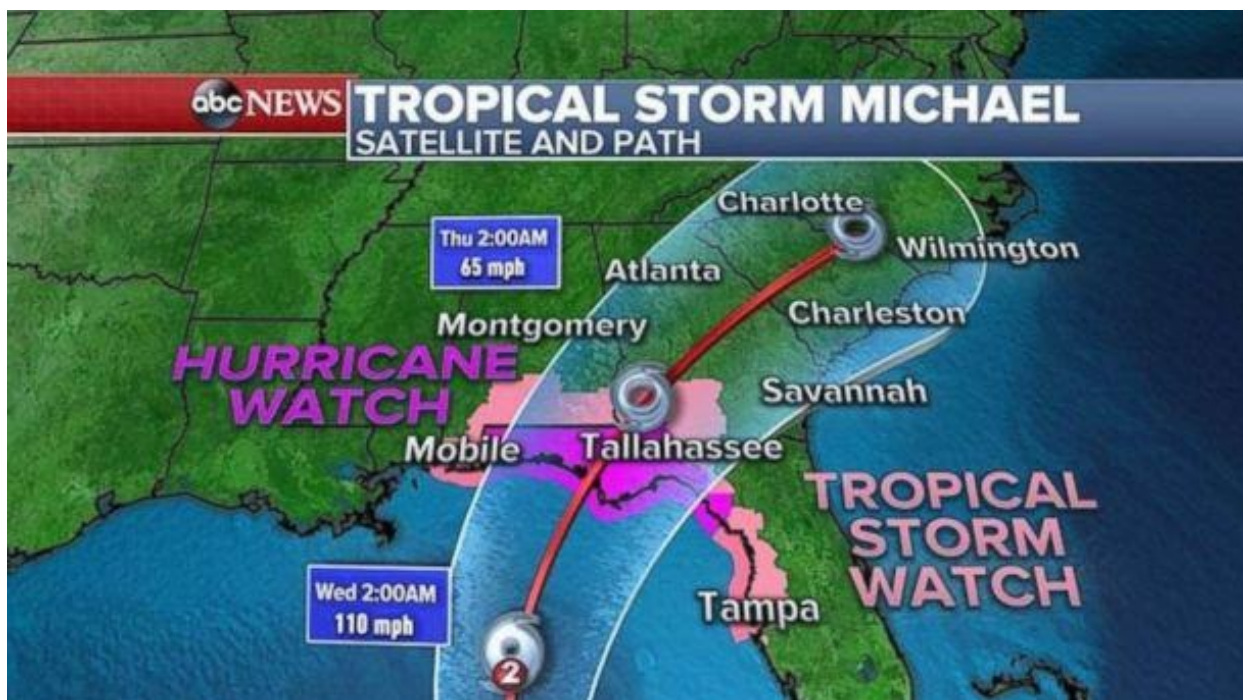 abc NEWS
TROPICAL STORM MICHAEL
SATELLITE AND PATH
Charlotte
Thu 2:00AM
65 mph
Wilmington
Atlanta
Charleston
Montgomery
HURRICANE
WATCH
Savannah
Mobile
Tallahassee
TROPICAL
STORM
WATCH
Wed 2:00AM
110 mph
Tampa
2